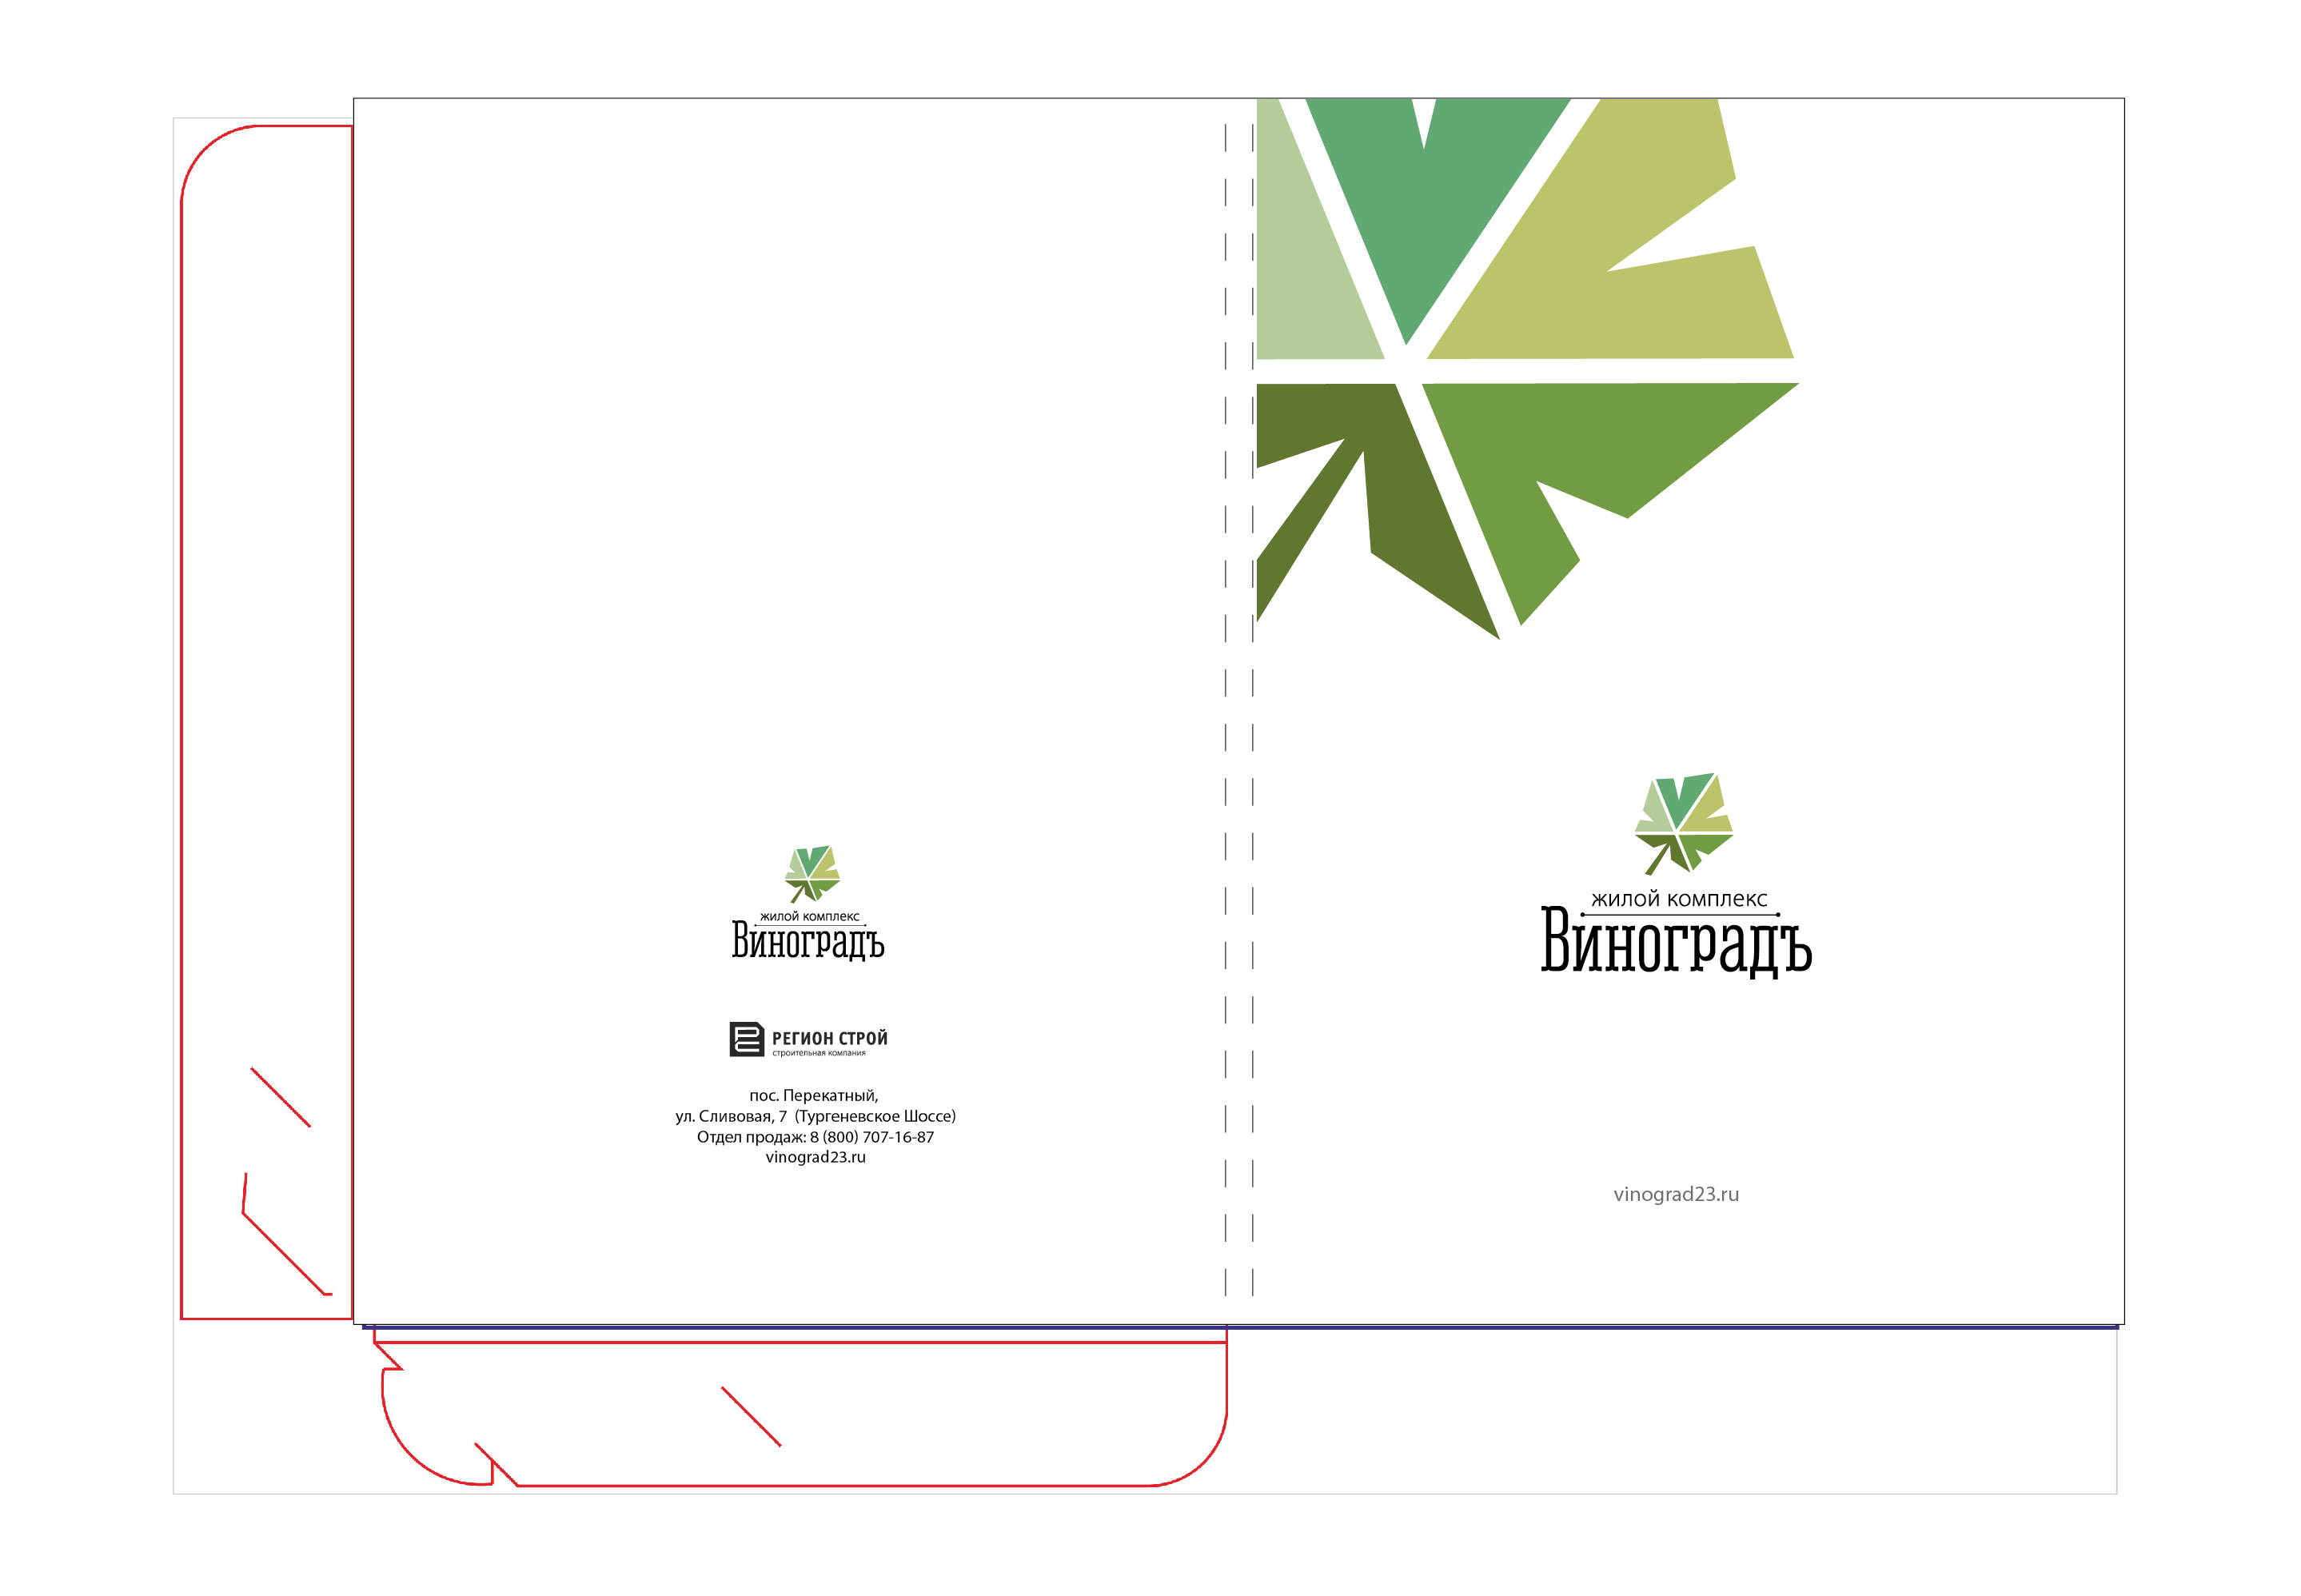 жилой комплекс
Виноградъ
РЕГИОН СТРОЙ
строительная компания
пос. Перекатный,
ул. Сливовая, 7 (Тургеневское Шоссе)
Отдел продаж: 8 (800) 707-16-87
vinograd23.ru
жилой комплекс
Виноградъ
vinograd23.ru